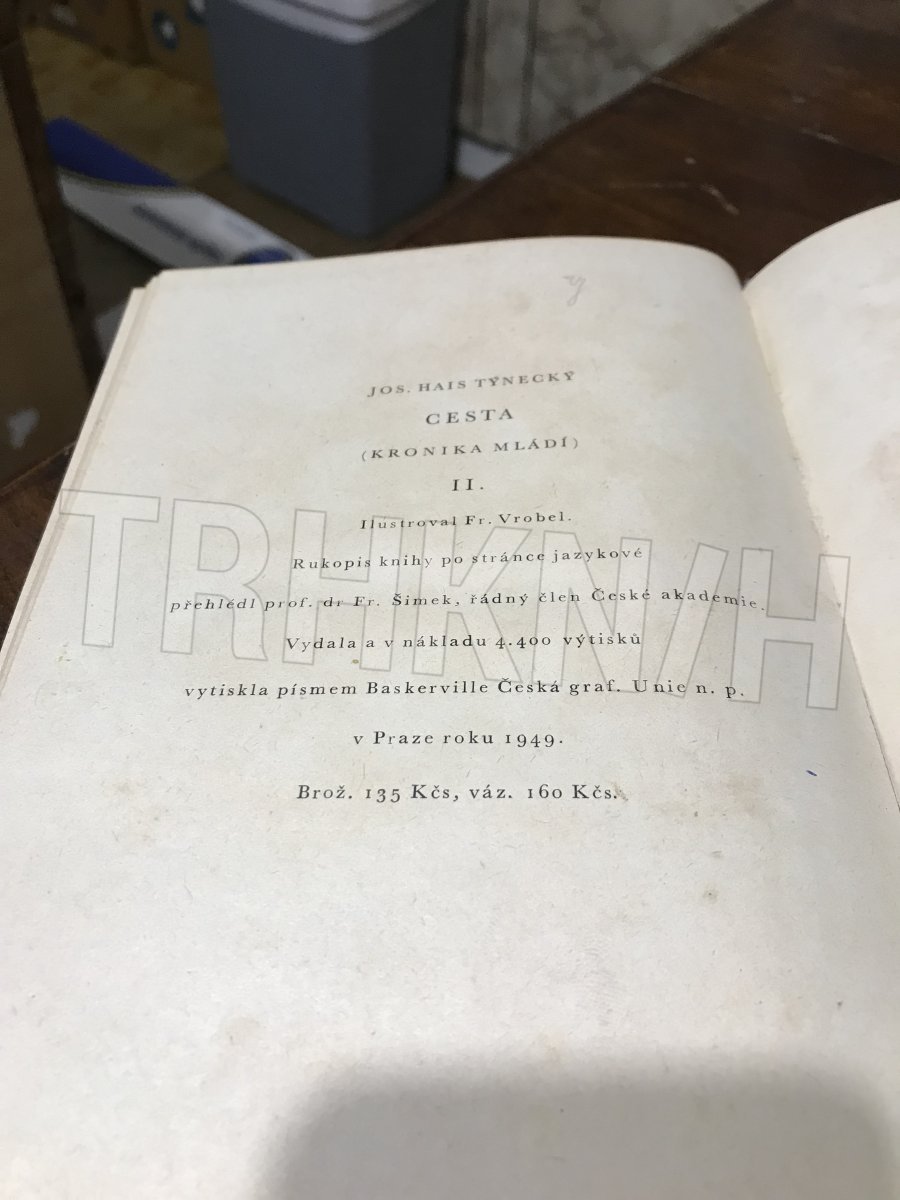 JOS. HAIS TÝNECKÝ
CESTA
(KRONIKA MLÁDÍ)
II.
Ilustroval Fr. Vrobel.
Rukopis knihy po stránce jazykové
přehlédl prof. dr Fr. Šimek, řádný člen České akademie.
Vydala a v nákladu 4.400 výtisků
vytiskla písmem Baskerville Česká graf. Unie n. p.
v Praze roku 1949.
Brož. 135 Kčs, váz. 160 Kčs.
TRHKNIH